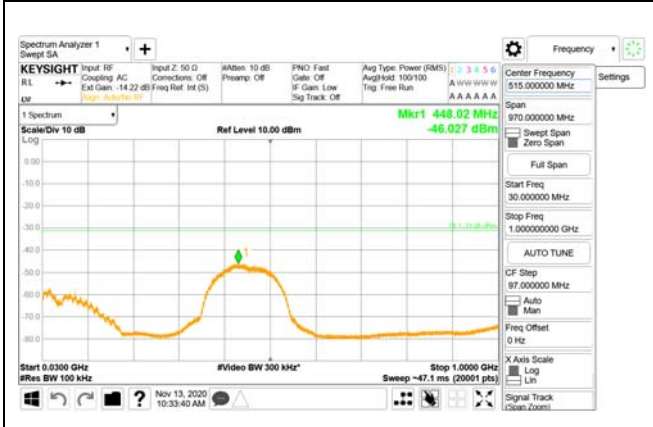 Spectrum Analyzer 1
Swept SA
+
Frequency
KEYSIGHT
Input: RF
Coupling: AC
Ext Gain: -14.22 dB
Align: Auto/No RF
Input Z: 50 Ω
Corrections: Off
Freq Ref: Int (S)
#Atten: 10 dB
Preamp: Off
PNO: Fast
Gate: Off
IF Gain: Low
Sig Track: Off
Avg Type: Power (RMS)
Avg|Hold: 100/100
Trig: Free Run
1 2 3 4 5 6
A W W W W W
A A A A A A
RL
1 Spectrum
Scale/Div 10 dB
Log
Ref Level 10.00 dBm
Mkr1 448.02 MHz
-46.027 dBm
0.00
-10.0
-20.0
-30.0
-40.0
-50.0
-60.0
-70.0
-80.0
1
Start 0.0300 GHz
#Res BW 100 kHz
#Video BW 300 kHz*
Stop 1.0000 GHz
Sweep ~47.1 ms (20001 pts)
Nov 13, 2020
10:33:40 AM
?
Center Frequency
515.000000 MHz
Settings
Span
970.000000 MHz
Swept Span
Zero Span
Full Span
Start Freq
30.000000 MHz
Stop Freq
1.000000000 GHz
AUTO TUNE
CF Step
97.000000 MHz
Auto
Man
Freq Offset
0 Hz
X Axis Scale
Log
Lin
Signal Track
(Span Zoom)